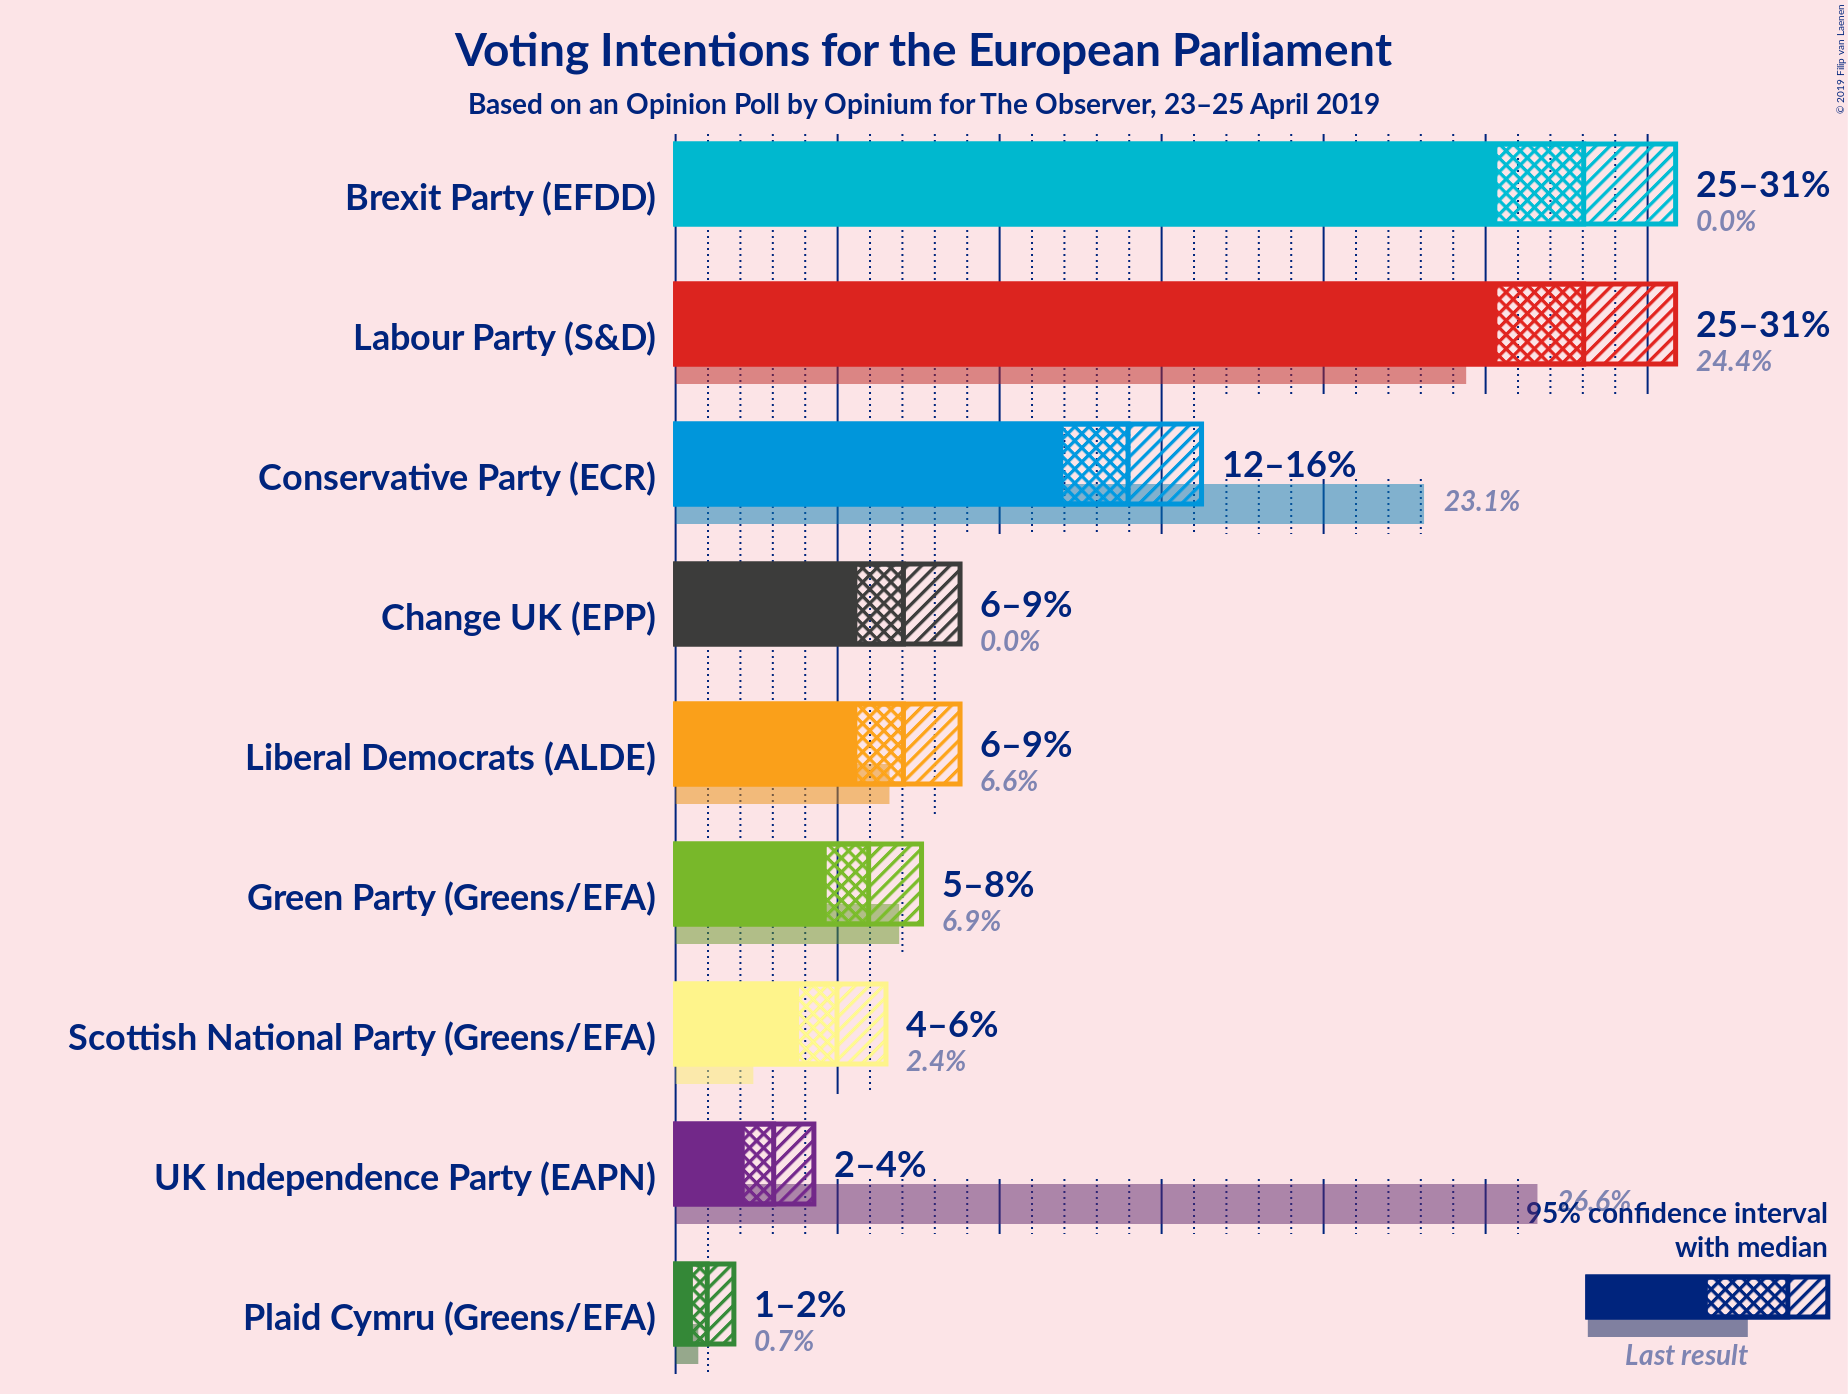 Voting Intentions for the European Parliament
Based on an Opinion Poll by Opinium for The Observer, 23–25 April 2019
© 2019 Filip van Laenen
Brexit Party (EFDD)
25–31%
0.0%
Labour Party (S&D)
25–31%
24.4%
Conservative Party (ECR)
12–16%
23.1%
Change UK (EPP)
6–9%
0.0%
Liberal Democrats (ALDE)
6–9%
6.6%
Green Party (Greens/EFA)
5–8%
6.9%
Scottish National Party (Greens/EFA)
4–6%
2.4%
UK Independence Party (EAPN)
2–4%
26.6%
Plaid Cymru (Greens/EFA)
1–2%
0.7%
95% confidence interval
with median
Last result